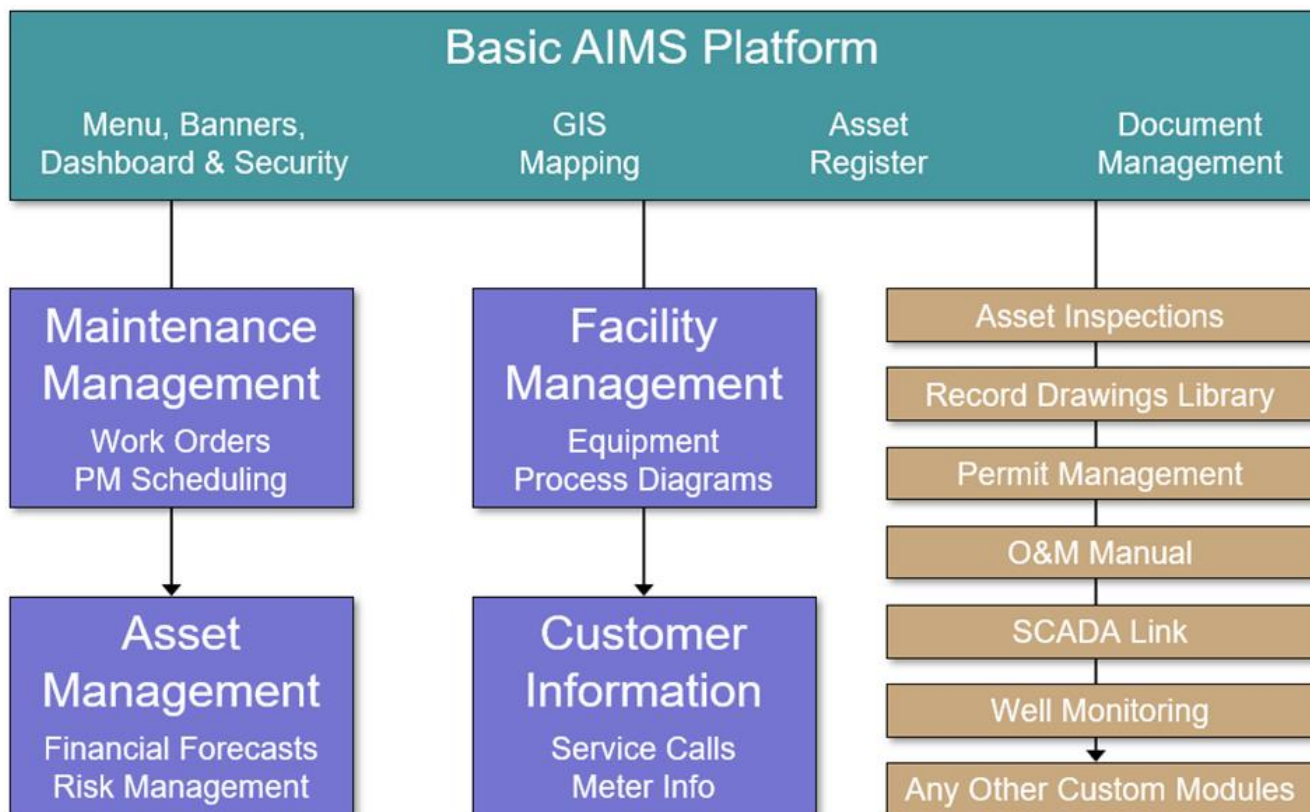 Basic AIMS Platform
Menu, Banners,
Dashboard & Security
GIS
Mapping
Asset
Register
Document
Management
Maintenance
Management
Work Orders
PM Scheduling
Asset
Management
Financial Forecasts
Risk Management
Facility
Management
Equipment
Process Diagrams
Customer
Information
Service Calls
Meter Info
Asset Inspections
Record Drawings Library
Permit Management
O&M Manual
SCADA Link
Well Monitoring
Any Other Custom Modules